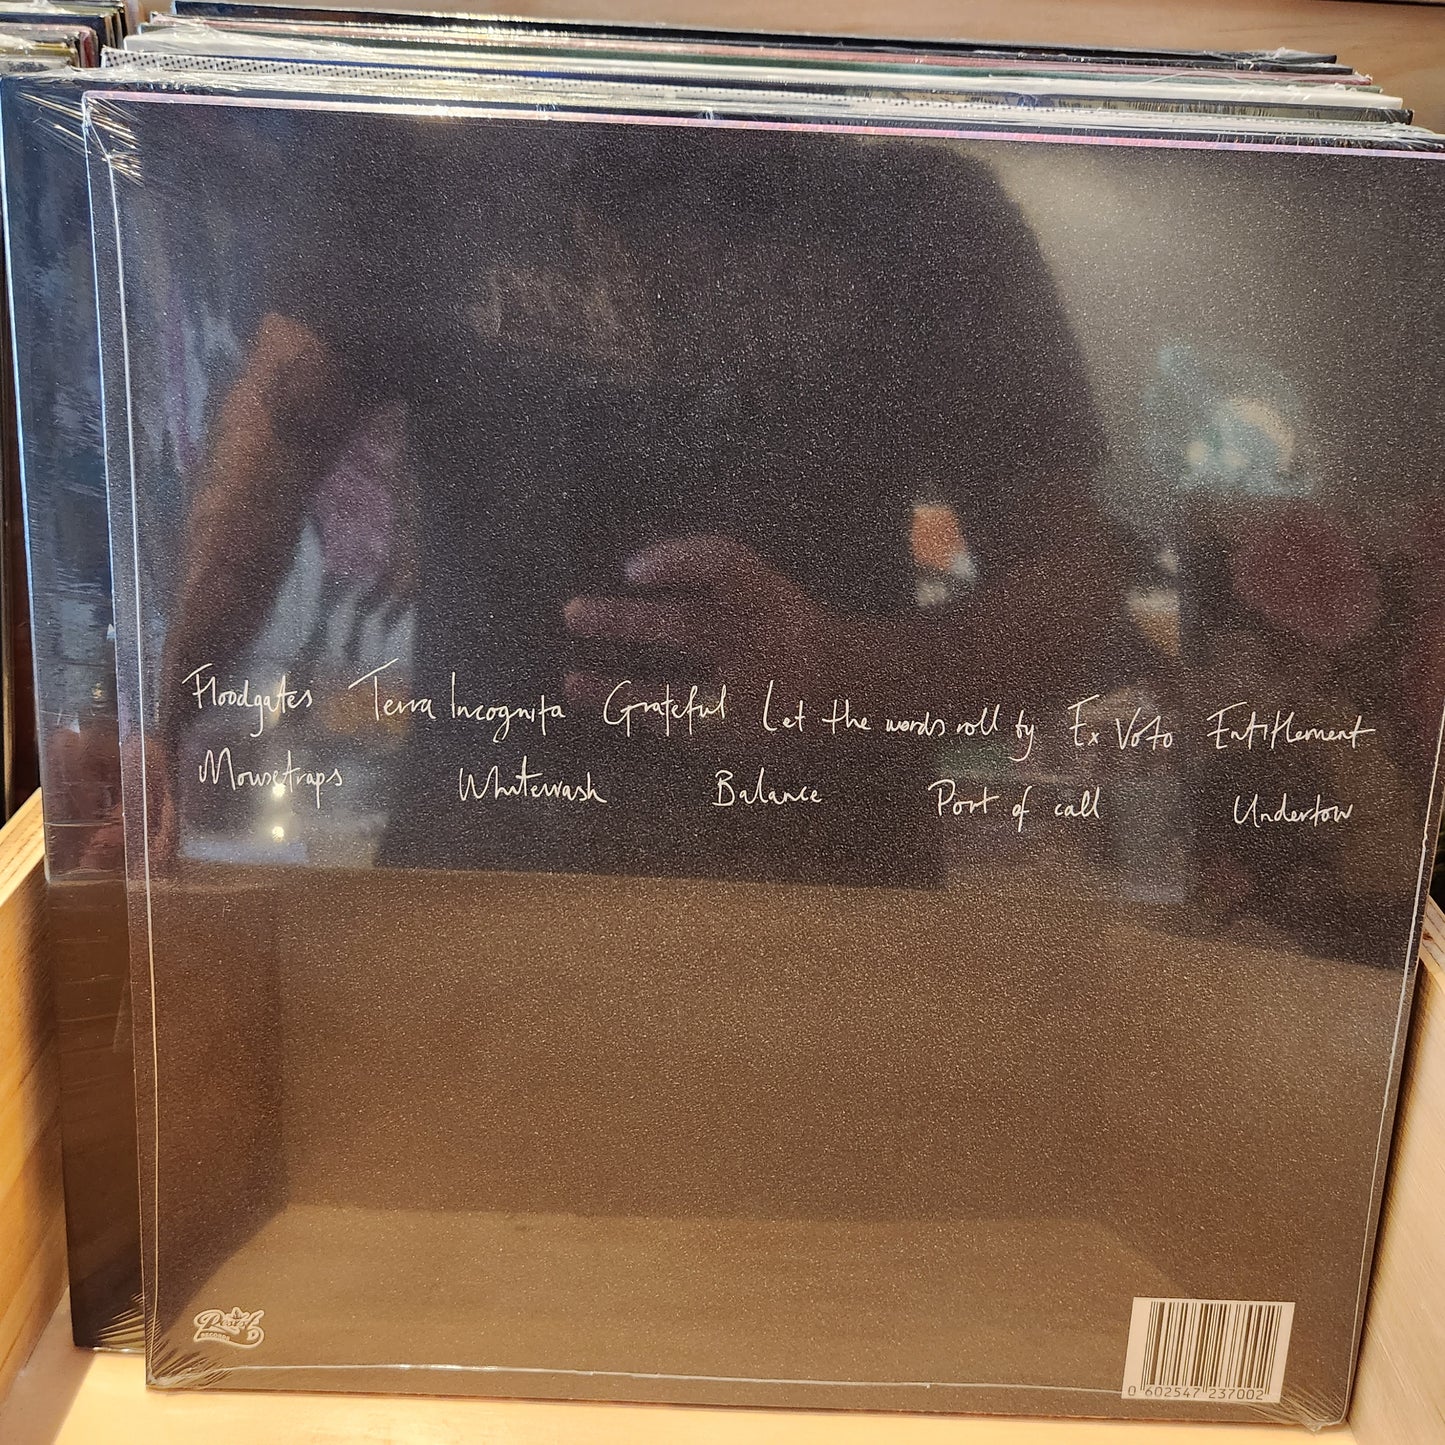 Floodgates Terra Incognita Grateful Let the words roll by Ex Voto Entitlement
Mousetraps Whitewash Balance Port of call Undertow
RECORDS
0 602547 237002